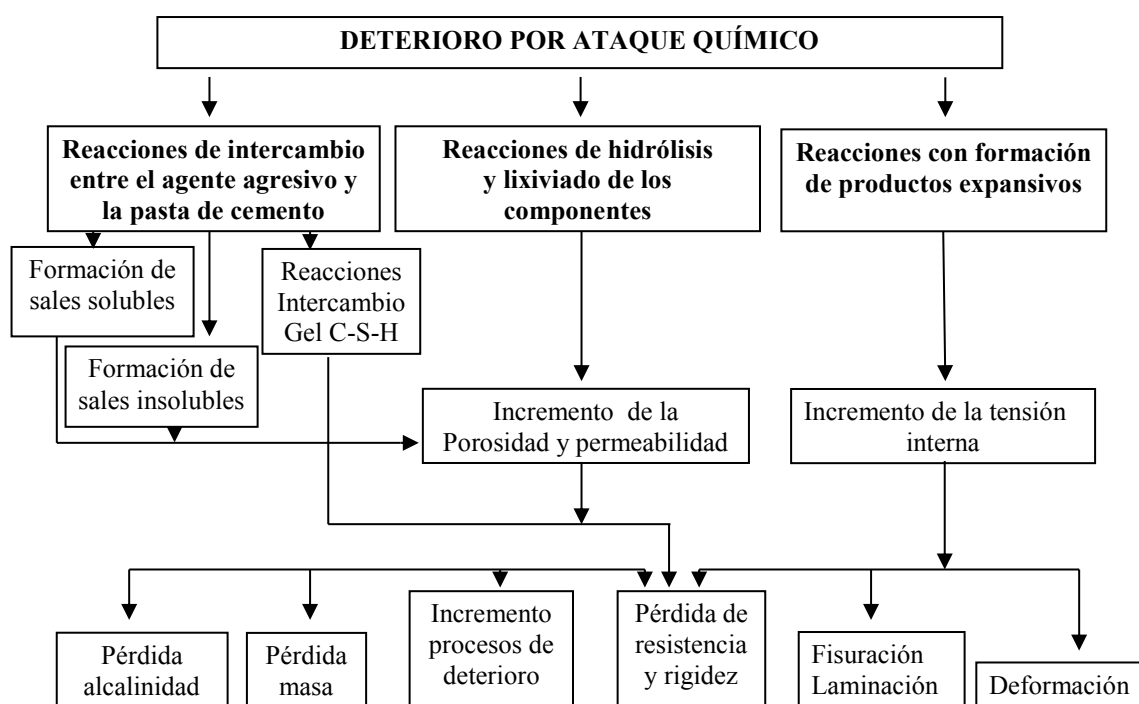 DETERIORO POR ATAQUE QUÍMICO
Reacciones de intercambio
entre el agente agresivo y
la pasta de cemento
Reacciones de hidrólisis
y lixiviado de los
componentes
Reacciones con formación
de productos expansivos
Formación de
sales solubles
Reacciones
Intercambio
Gel C-S-H
Formación de
sales insolubles
Incremento de la
Porosidad y permeabilidad
Incremento de la tensión
interna
Pérdida
alcalinidad
Pérdida
masa
Incremento
procesos de
deterioro
Pérdida de
resistencia
y rigidez
Fisuración
Laminación
Deformación